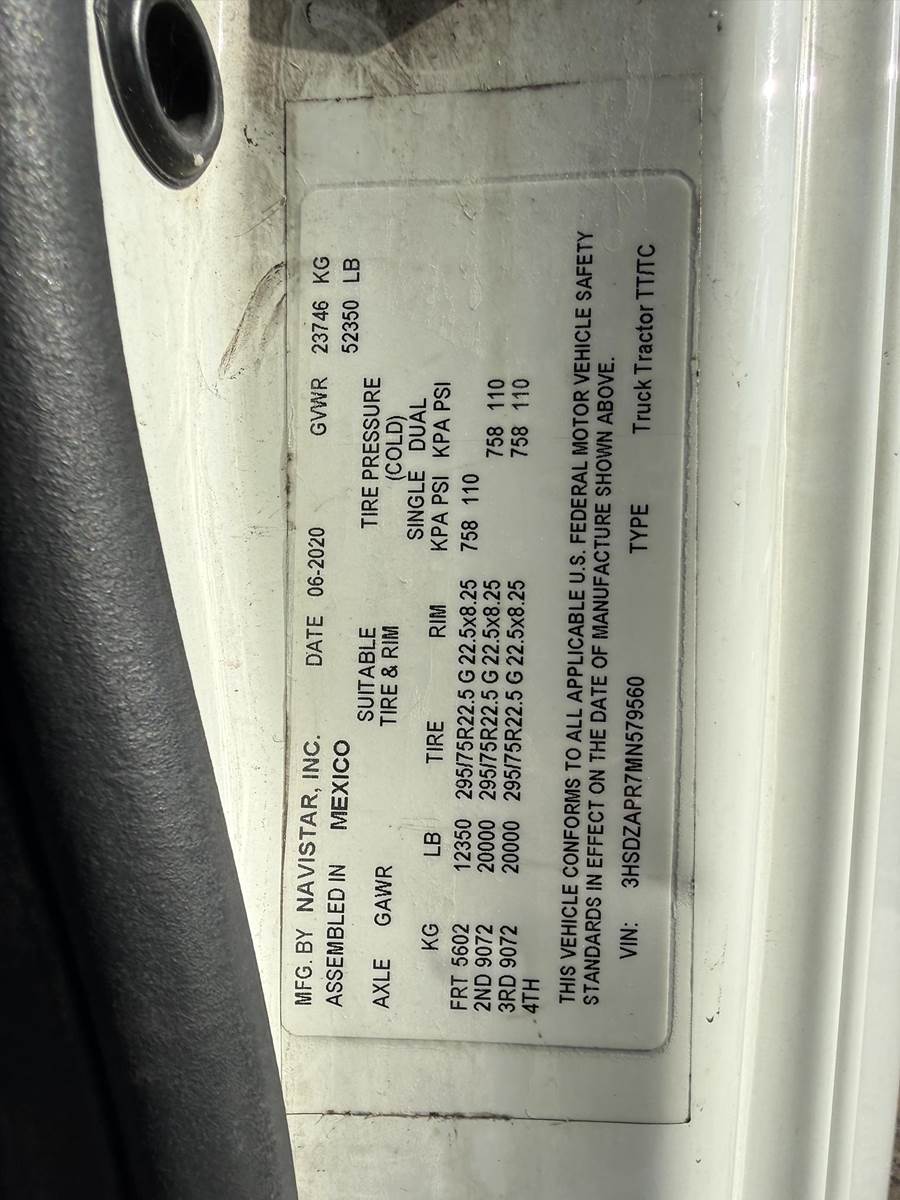 MFG. BY NAVISTAR, INC. DATE 06-2020 GVWR 23746 KG
ASSEMBLED IN MEXICO 52350 LB
SUITABLE TIRE PRESSURE
AXLE GAWR TIRE & RIM (COLD)
SINGLE DUAL
KG LB TIRE RIM KPA PSI KPA PSI
FRT 5602 12350 295/75R22.5 G 22.5x8.25 758 110
2ND 9072 20000 295/75R22.5 G 22.5x8.25 758 110
3RD 9072 20000 295/75R22.5 G 22.5x8.25 758 110
4TH
THIS VEHICLE CONFORMS TO ALL APPLICABLE U.S. FEDERAL MOTOR VEHICLE SAFETY
STANDARDS IN EFFECT ON THE DATE OF MANUFACTURE SHOWN ABOVE.
VIN: 3HSDZAPR7MN579560 TYPE Truck Tractor TT/TC